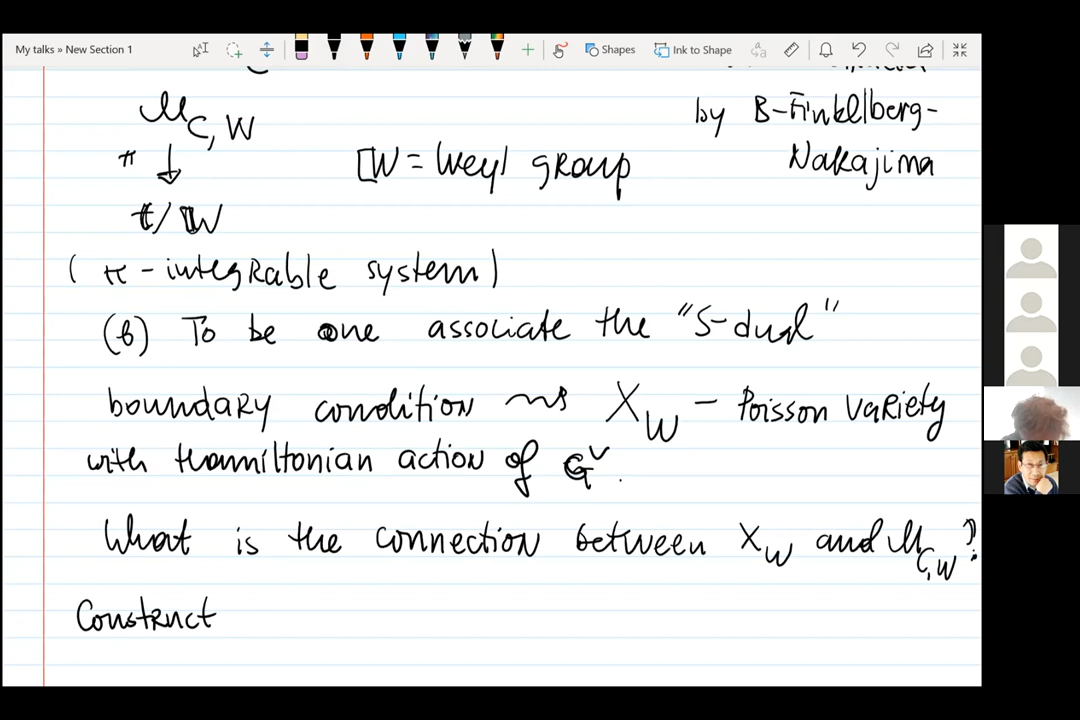 My talks » New Section 1
Shapes
Ink to Shape
M_{C, W}
by B-Finkelberg-
π ↓
[W = Weyl group
Nakajima
t/W
(π-integrable system)
(b) To be one associate the "S-dual"
boundary condition ⇝ X_W - Poisson variety
with Hamiltonian action of G^∨.
What is the connection between X_W and M_{C,W}?
Construct